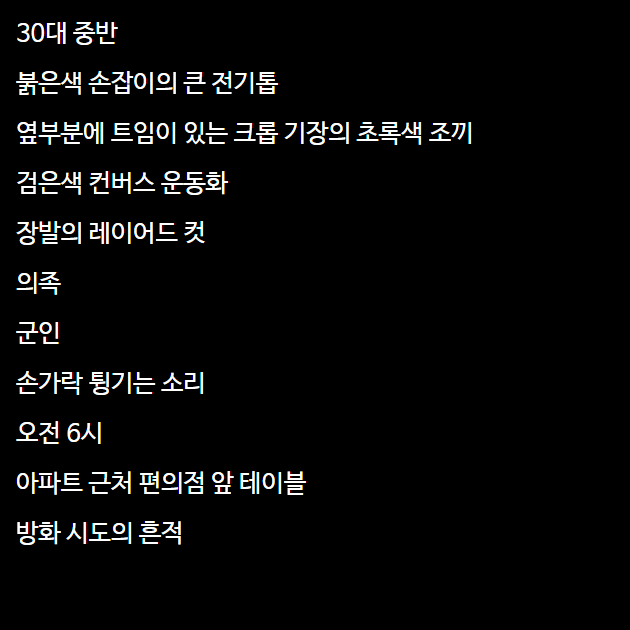 30대 중반
붉은색 손잡이의 큰 전기톱
옆부분에 트임이 있는 크롭 기장의 초록색 조끼
검은색 컨버스 운동화
장발의 레이어드 컷
의족
군인
손가락 튕기는 소리
오전 6시
아파트 근처 편의점 앞 테이블
방화 시도의 흔적